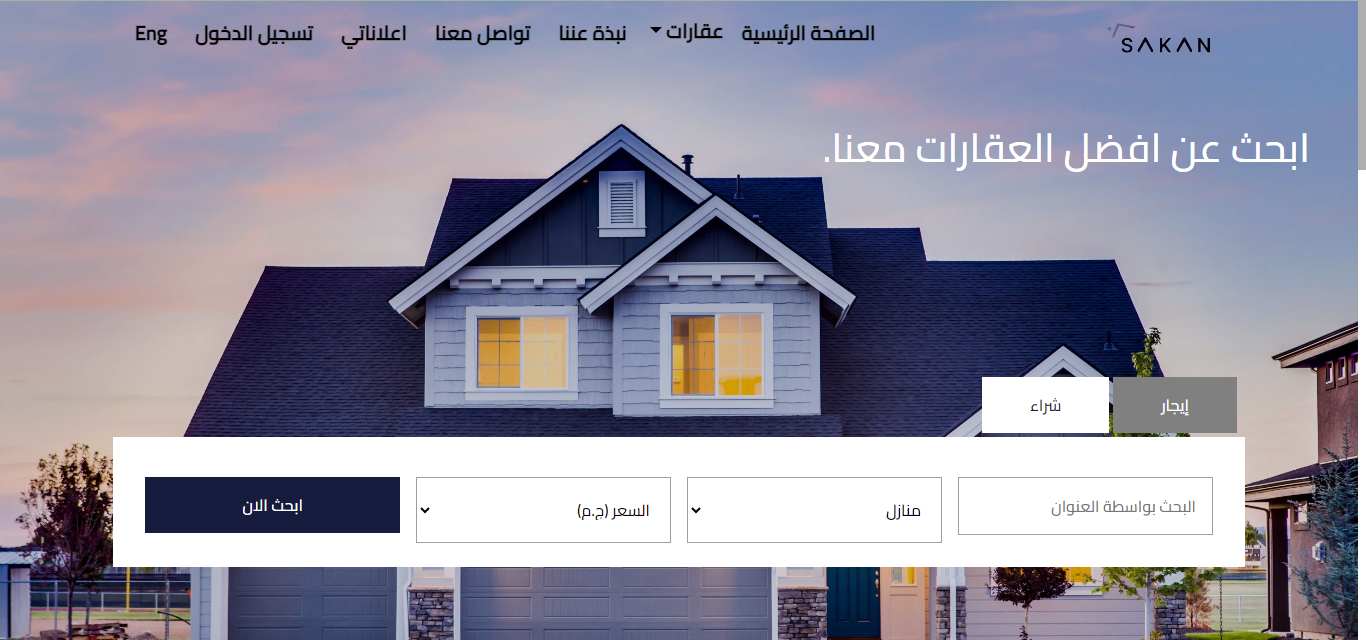 SAKAN
الصفحة الرئيسية
عقارات
نبذة عننا
تواصل معنا
اعلاناتي
تسجيل الدخول
Eng
ابحث عن افضل العقارات معنا.
إيجار
شراء
البحث بواسطة العنوان
منازل
السعر (ج.م)
ابحث الان